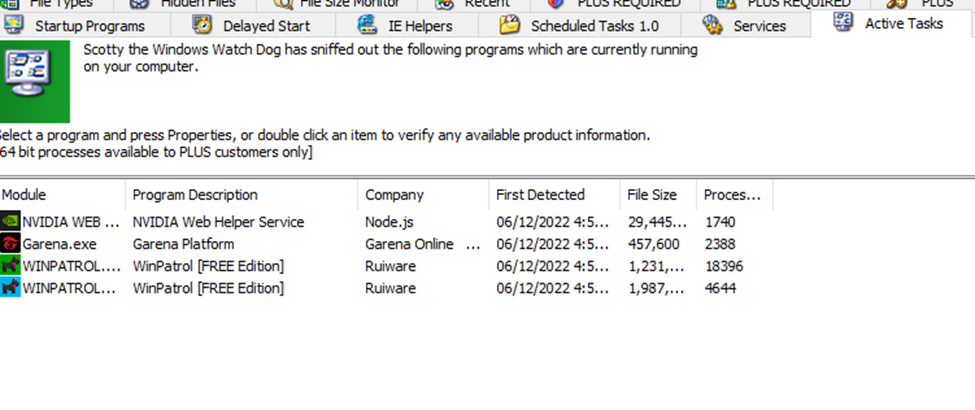 File Types Hidden Files File Size Monitor Recent PLUS REQUIRED PLUS REQUIRED PLUS
Startup Programs Delayed Start IE Helpers Scheduled Tasks 1.0 Services Active Tasks
Scotty the Windows Watch Dog has sniffed out the following programs which are currently running
on your computer.
Select a program and press Properties, or double click an item to verify any available product information.
64 bit processes available to PLUS customers only]
Module Program Description Company First Detected File Size Proces...
NVIDIA WEB ... NVIDIA Web Helper Service Node.js 06/12/2022 4:5... 29,445... 1740
Garena.exe Garena Platform Garena Online ... 06/12/2022 4:5... 457,600 2388
WINPATROL.... WinPatrol [FREE Edition] Ruiware 06/12/2022 4:5... 1,231,... 18396
WINPATROL... WinPatrol [FREE Edition] Ruiware 06/12/2022 4:5... 1,987,... 4644